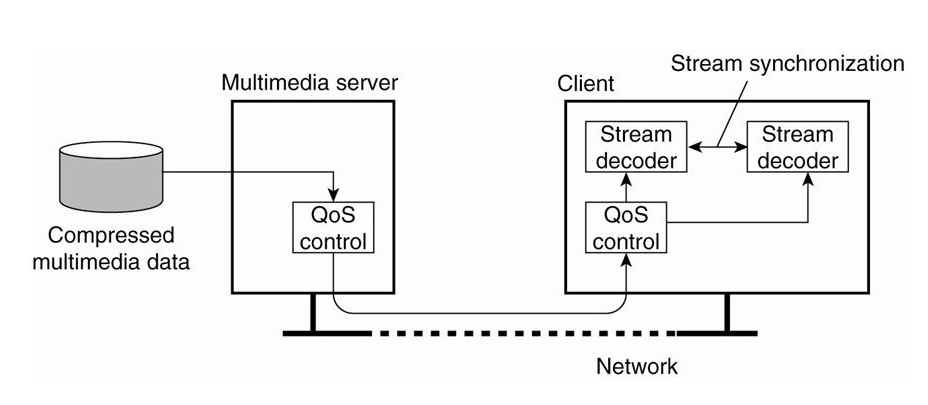 Multimedia server
Client
Stream synchronization
Stream
decoder
Stream
decoder
QoS
control
QoS
control
Compressed
multimedia data
Network